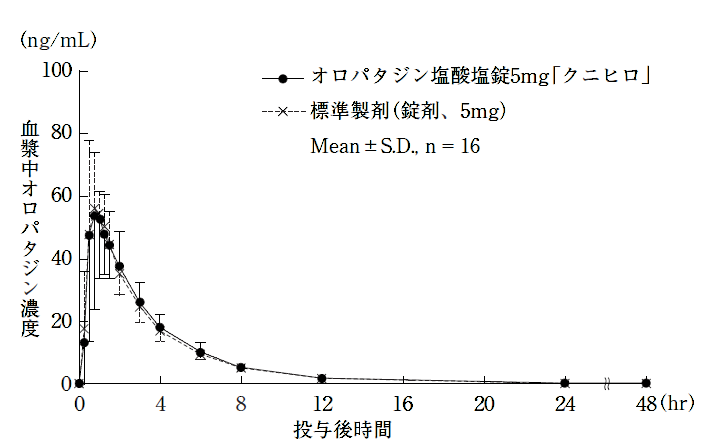 (ng/mL)
100
80
60
40
20
0
血漿中オロパタジン濃度
オロパタジン塩酸塩錠5mg「クニヒロ」
標準製剤(錠剤、5mg)
Mean±S.D., n = 16
0 4 8 12 16 20 24 48 (hr)
投与後時間